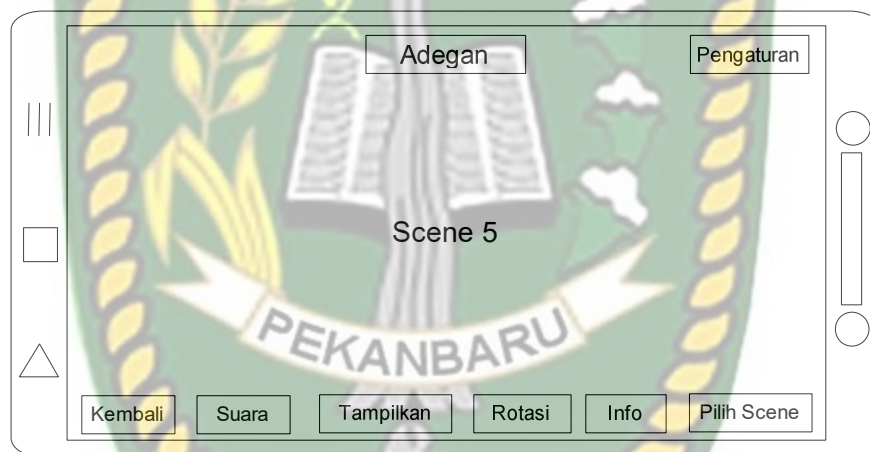 Adegan
Pengaturan
Scene 5
PEKANBARU
Kembali
Suara
Tampilkan
Rotasi
Info
Pilih Scene